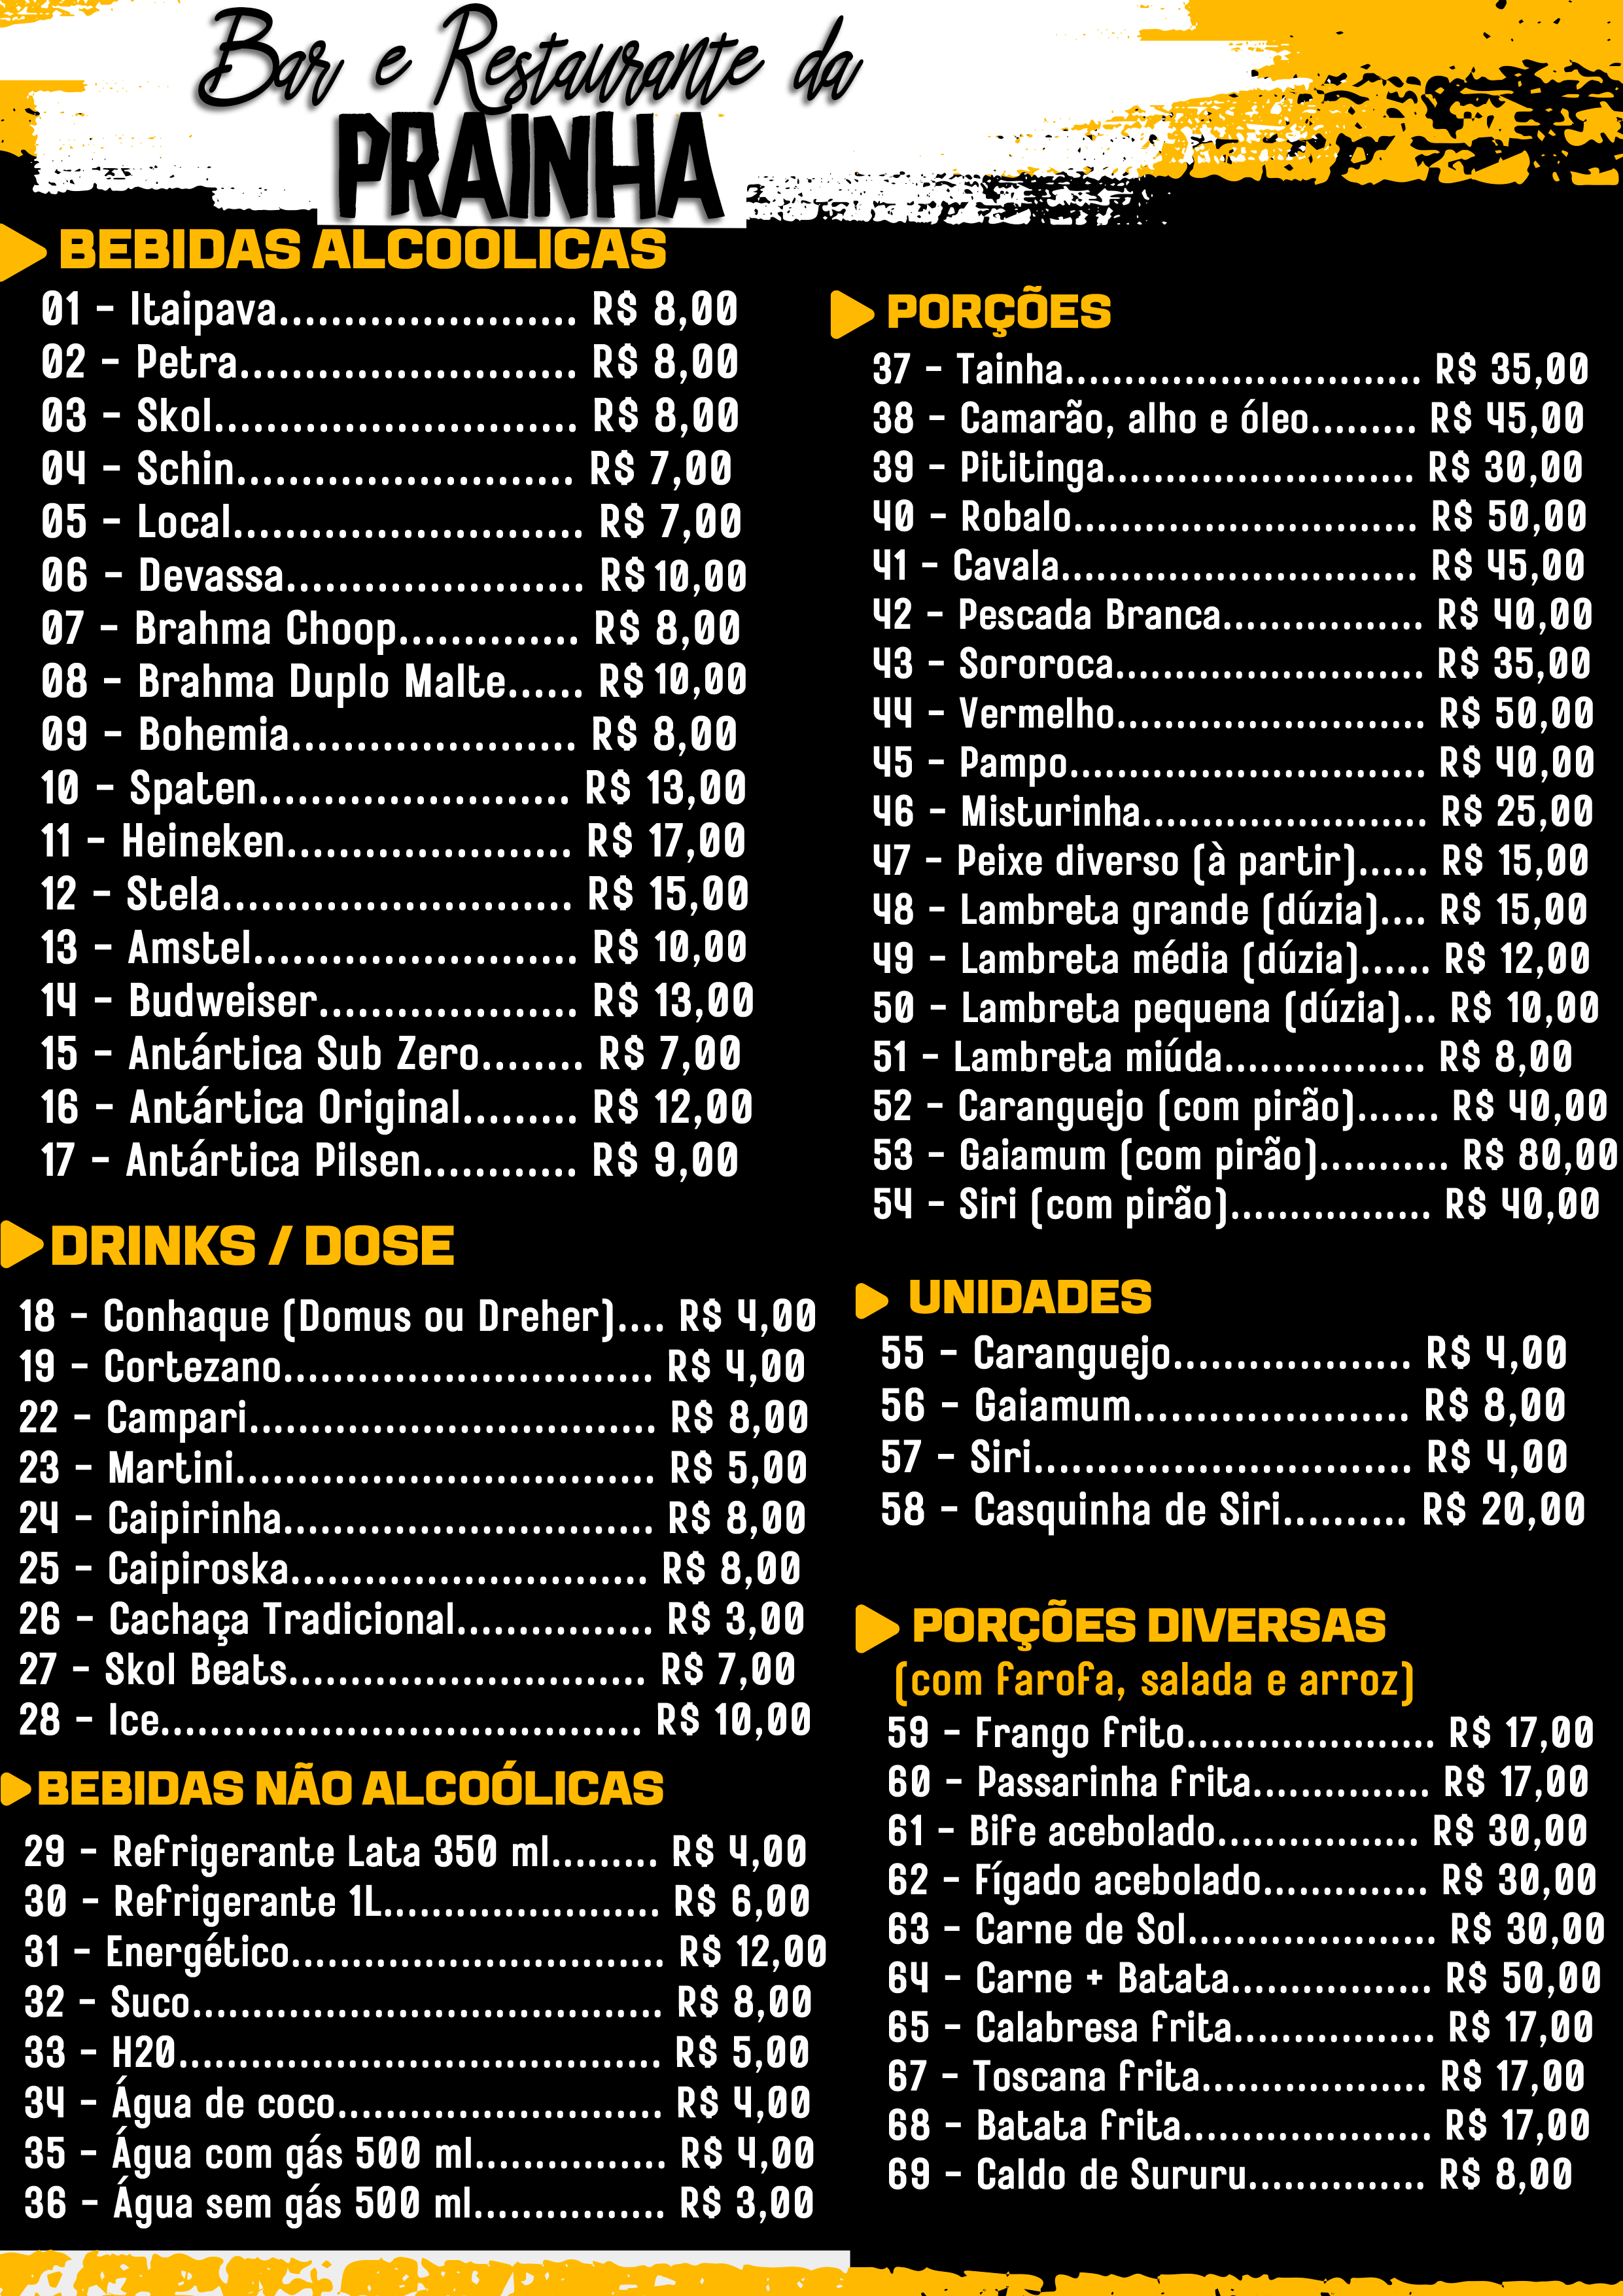 Bar e Restaurante da
PRAINHA
BEBIDAS ALCOOLICAS
01 - Itaipava....................... R$ 8,00
02 - Petra.......................... R$ 8,00
03 - Skol............................ R$ 8,00
04 - Schin.......................... R$ 7,00
05 - Local........................... R$ 7,00
06 - Devassa....................... R$ 10,00
07 - Brahma Choop.............. R$ 8,00
08 - Brahma Duplo Malte...... R$ 10,00
09 - Bohemia...................... R$ 8,00
10 - Spaten........................ R$ 13,00
11 - Heineken...................... R$ 17,00
12 - Stela........................... R$ 15,00
13 - Amstel......................... R$ 10,00
14 - Budweiser.................... R$ 13,00
15 - Antártica Sub Zero........ R$ 7,00
16 - Antártica Original......... R$ 12,00
17 - Antártica Pilsen............ R$ 9,00
DRINKS / DOSE
18 - Conhaque (Domus ou Dreher).... R$ 4,00
19 - Cortezano.............................. R$ 4,00
22 - Campari................................. R$ 8,00
23 - Martini.................................. R$ 5,00
24 - Caipirinha.............................. R$ 8,00
25 - Caipiroska............................. R$ 8,00
26 - Cachaça Tradicional................ R$ 3,00
27 - Skol Beats............................. R$ 7,00
28 - Ice....................................... R$ 10,00
BEBIDAS NÃO ALCOÓLICAS
29 - Refrigerante Lata 350 ml......... R$ 4,00
30 - Refrigerante 1L....................... R$ 6,00
31 - Energético............................... R$ 12,00
32 - Suco....................................... R$ 8,00
33 - H20........................................ R$ 5,00
34 - Água de coco........................... R$ 4,00
35 - Água com gás 500 ml................ R$ 4,00
36 - Água sem gás 500 ml................ R$ 3,00
PORÇÕES
37 - Tainha.............................. R$ 35,00
38 - Camarão, alho e óleo......... R$ 45,00
39 - Pititinga.......................... R$ 30,00
40 - Robalo............................. R$ 50,00
41 - Cavala.............................. R$ 45,00
42 - Pescada Branca................. R$ 40,00
43 - Sororoca.......................... R$ 35,00
44 - Vermelho.......................... R$ 50,00
45 - Pampo.............................. R$ 40,00
46 - Misturinha........................ R$ 25,00
47 - Peixe diverso (à partir)...... R$ 15,00
48 - Lambreta grande (dúzia).... R$ 15,00
49 - Lambreta média (dúzia)...... R$ 12,00
50 - Lambreta pequena (dúzia)... R$ 10,00
51 - Lambreta miúda................. R$ 8,00
52 - Caranguejo (com pirão)....... R$ 40,00
53 - Gaiamum (com pirão)........... R$ 80,00
54 - Siri (com pirão)................. R$ 40,00
UNIDADES
55 - Caranguejo................... R$ 4,00
56 - Gaiamum...................... R$ 8,00
57 - Siri.............................. R$ 4,00
58 - Casquinha de Siri.......... R$ 20,00
PORÇÕES DIVERSAS
(com farofa, salada e arroz)
59 - Frango frito..................... R$ 17,00
60 - Passarinha frita............... R$ 17,00
61 - Bife acebolado................. R$ 30,00
62 - Fígado acebolado.............. R$ 30,00
63 - Carne de Sol..................... R$ 30,00
64 - Carne + Batata................. R$ 50,00
65 - Calabresa frita................. R$ 17,00
67 - Toscana frita................... R$ 17,00
68 - Batata frita..................... R$ 17,00
69 - Caldo de Sururu............... R$ 8,00